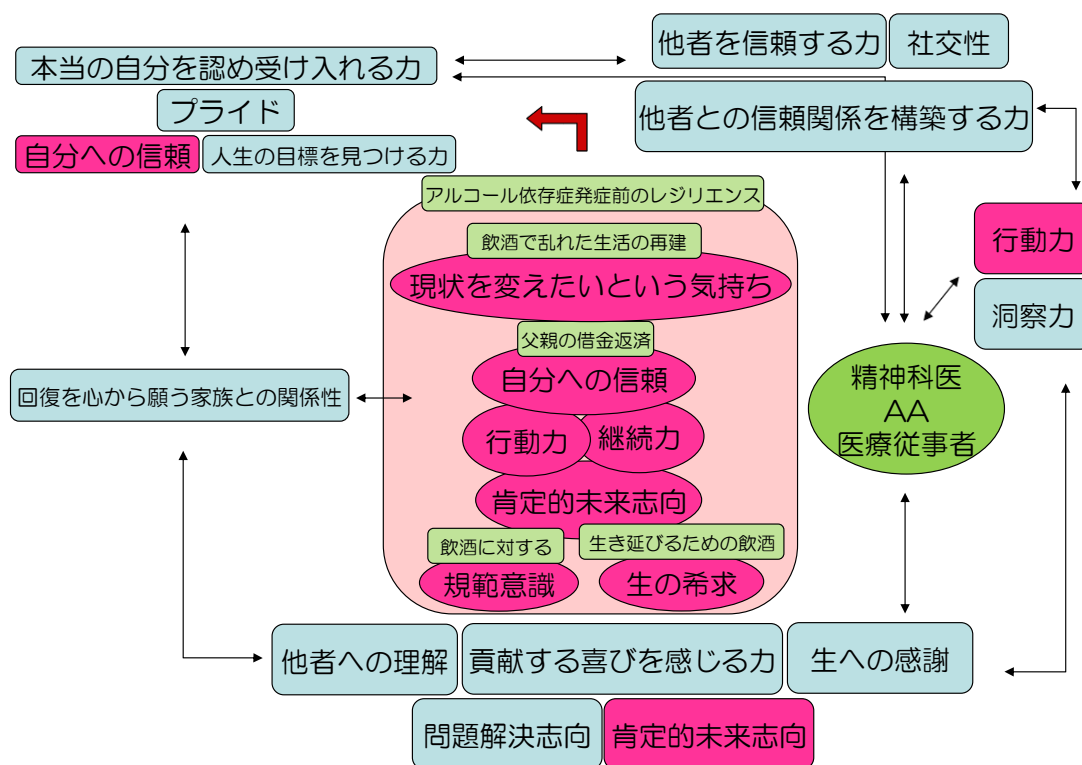 他者を信頼する力
社交性
本当の自分を認め受け入れる力
プライド
他者との信頼関係を構築する力
自分への信頼
人生の目標を見つける力
アルコール依存症発症前のレジリエンス
飲酒で乱れた生活の再建
現状を変えたいという気持ち
行動力
洞察力
父親の借金返済
自分への信頼
回復を心から願う家族との関係性
精神科医
AA
医療従事者
行動力
継続力
肯定的未来志向
飲酒に対する
規範意識
生き延びるための飲酒
生の希求
他者への理解
貢献する喜びを感じる力
生への感謝
問題解決志向
肯定的未来志向